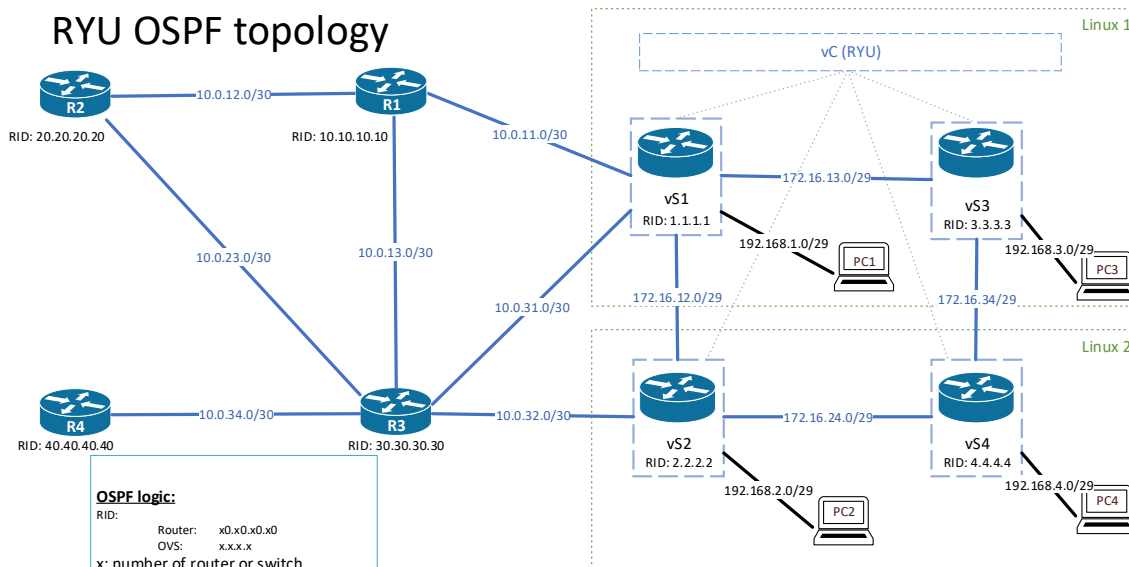 RYU OSPF topology
Linux 1
vC (RYU)
R2
10.0.12.0/30
R1
RID: 20.20.20.20
RID: 10.10.10.10
10.0.11.0/30
172.16.13.0/29
vS1
RID: 1.1.1.1
vS3
RID: 3.3.3.3
192.168.1.0/29
192.168.3.0/29
10.0.23.0/30
10.0.13.0/30
PC1
PC3
172.16.12.0/29
172.16.34/29
10.0.31.0/30
Linux 2
R4
10.0.34.0/30
R3
10.0.32.0/30
172.16.24.0/29
RID: 40.40.40.40
RID: 30.30.30.30
vS2
RID: 2.2.2.2
vS4
RID: 4.4.4.4
192.168.2.0/29
192.168.4.0/29
PC2
PC4
OSPF logic:
RID:
Router: x0.x0.x0.x0
OVS: x.x.x.x
x: number of router or switch